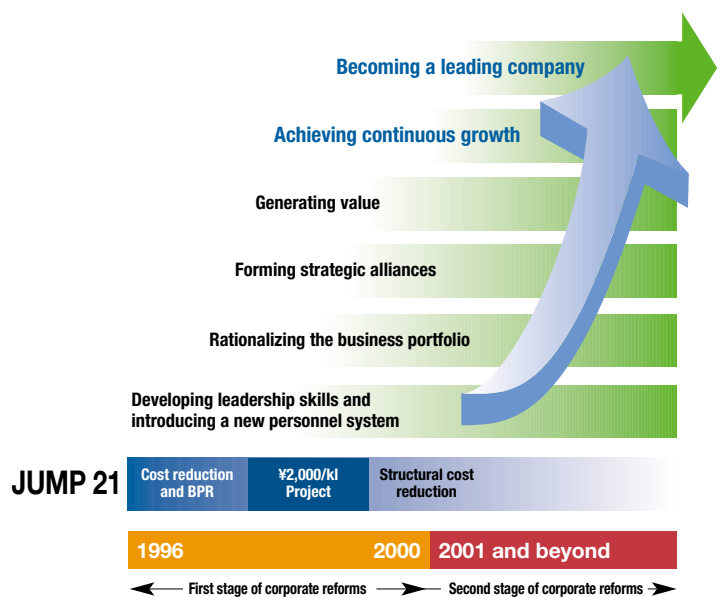 Becoming a leading company
Achieving continuous growth
Generating value
Forming strategic alliances
Rationalizing the business portfolio
Developing leadership skills and
introducing a new personnel system
JUMP 21
Cost reduction
and BPR
¥2,000/kl
Project
Structural cost
reduction
1996
2000
2001 and beyond
First stage of corporate reforms
Second stage of corporate reforms